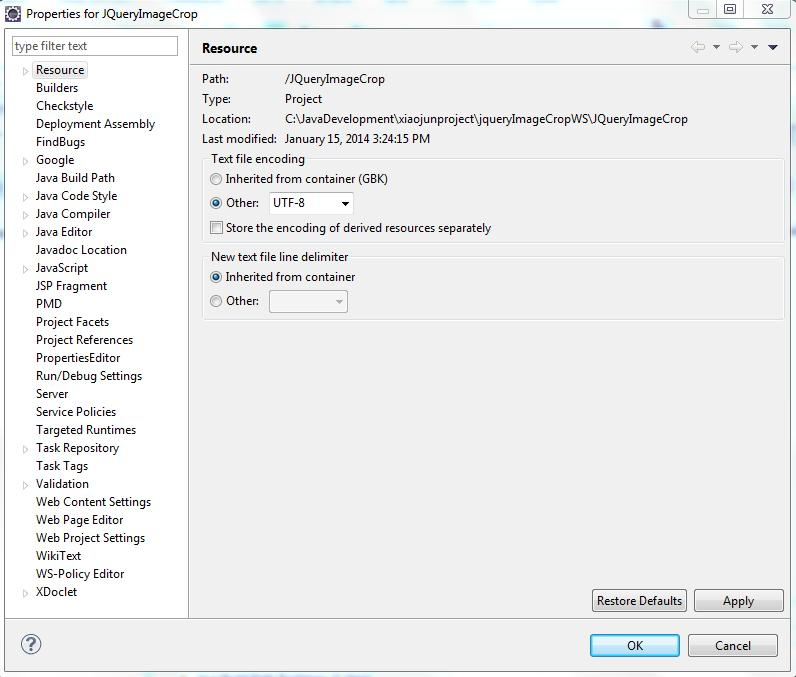 Properties for JQueryImageCrop
type filter text
Resource
Builders
Checkstyle
Deployment Assembly
FindBugs
Google
Java Build Path
Java Code Style
Java Compiler
Java Editor
Javadoc Location
JavaScript
JSP Fragment
PMD
Project Facets
Project References
PropertiesEditor
Run/Debug Settings
Server
Service Policies
Targeted Runtimes
Task Repository
Task Tags
Validation
Web Content Settings
Web Page Editor
Web Project Settings
WikiText
WS-Policy Editor
XDoclet
Resource
Path: /JQueryImageCrop
Type: Project
Location: C:\JavaDevelopment\xiaojunproject\jqueryImageCropWS\JQueryImageCrop
Last modified: January 15, 2014 3:24:15 PM
Text file encoding
Inherited from container (GBK)
Other: UTF-8
Store the encoding of derived resources separately
New text file line delimiter
Inherited from container
Other:
Restore Defaults Apply
? OK Cancel